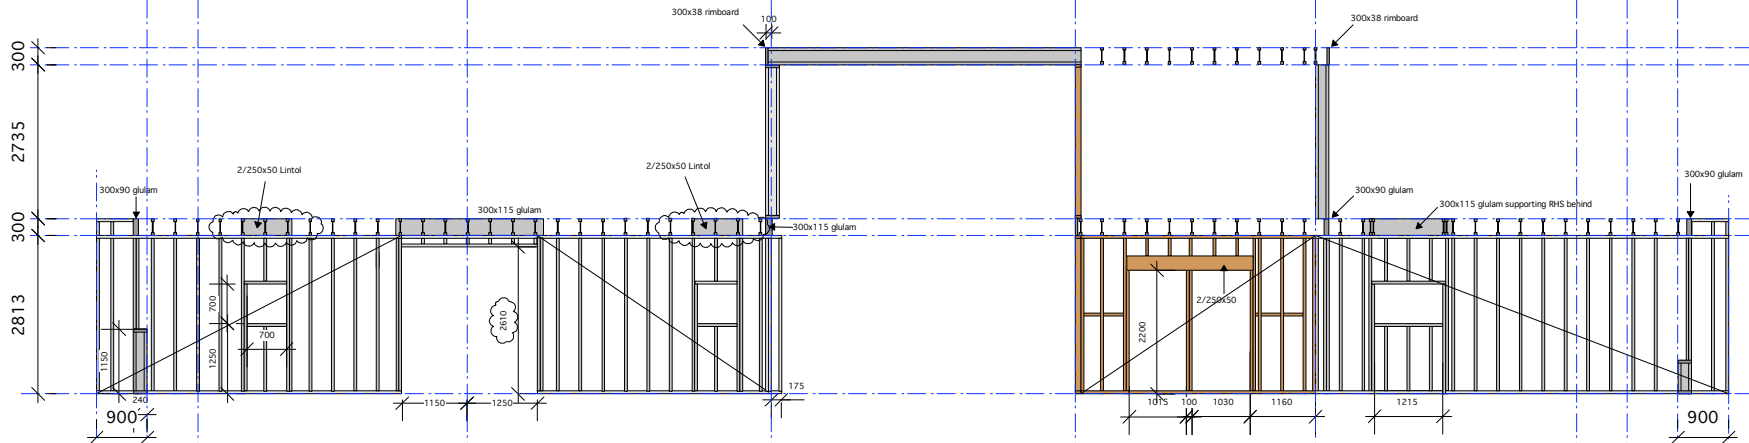 300x38 rimboard
100
300x38 rimboard
300
2735
2/250x50 Lintol
2/250x50 Lintol
300x90 glulam
300x90 glulam
300x90 glulam
300x115 glulam
300x115 glulam supporting RHS behind
300
300x115 glulam
2813
700
2/250x50
2610
2200
700
1250
1150
175
240
1150
1250
1015
100
1030
1160
1215
900
900